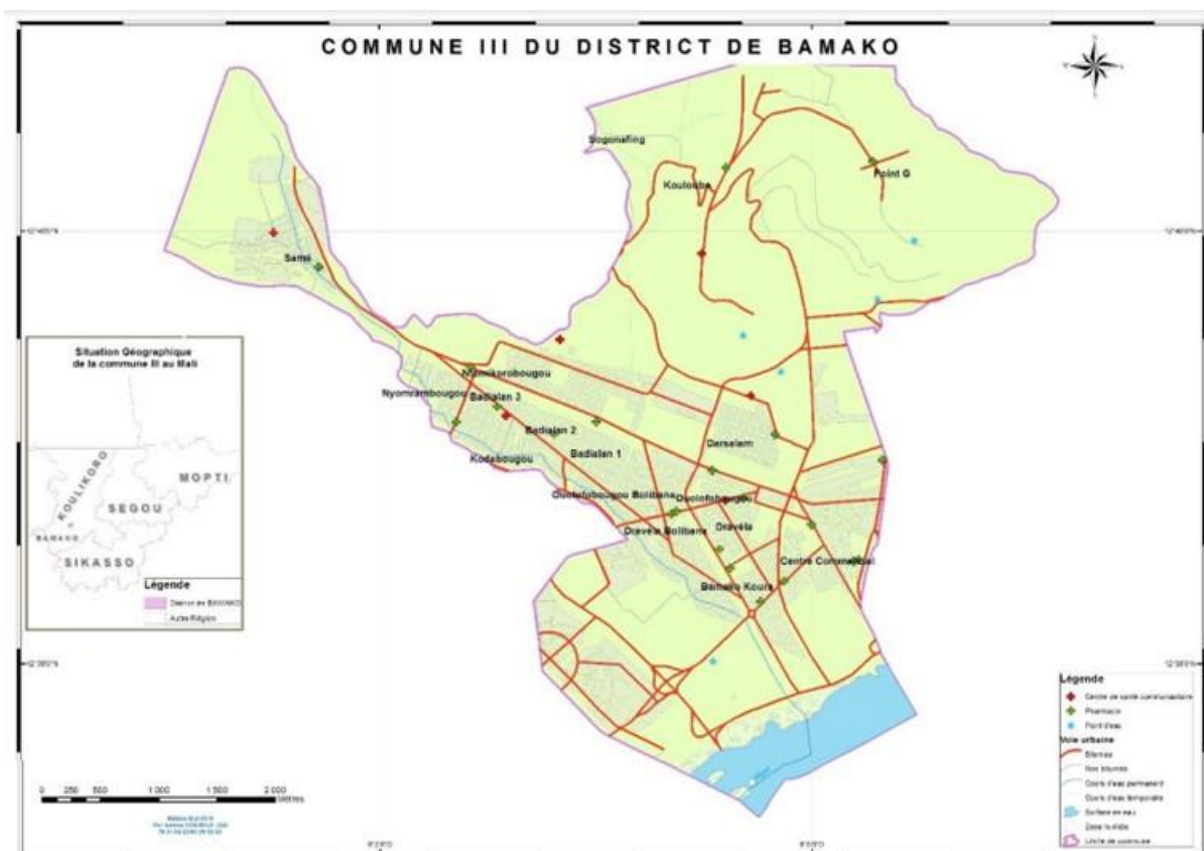 COMMUNE III DU DISTRICT DE BAMAKO
Sogonafing
Koulouba
Point G
Samé
Situation Géographique
de la commune III au Mali
MOPTI
KOULIKORO
SEGOU
BAMAKO
SIKASSO
Légende
District de BAMAKO
Autre Région
N'tomikorobougou
Nyomirambougou
Badialan 3
Badialan 2
Badialan 1
Kodabougou
Darsalam
Ouolofobougou Bolibana
Ouolofobougou
Dravéla Bolibana
Dravéla
Centre Commercial
Bamako Koura
Légende
Centre de santé communautaire
Pharmacie
Point d'eau
Voie urbaine
Bitumée
Non bitumée
Cours d'eau permanent
Cours d'eau temporaire
Surface en eau
Zone humide
Limite de commune
0 250 500 1 000 1 500 2 000
Mètres